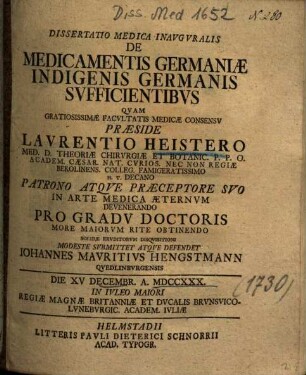 Diss. Med 1652
N. 280
DISSERTATIO MEDICA INAVGVRALIS
DE
MEDICAMENTIS GERMANIÆ
INDIGENIS GERMANIS
SVFFICIENTIBVS
QVAM
GRATIOSISSIMÆ FACVLTATIS MEDICÆ CONSENSV
PRÆSIDE
LAVRENTIO HEISTERO
MED. D. THEORIÆ CHIRVRGIÆ ET BOTANIC. P. P. O.
ACADEM. CÆSAR. NAT. CVRIOS. NEC NON REGIÆ
BEROLINENS. COLLEG. FAMIGERATISSIMO
H. T. DECANO
PATRONO ATQVE PRÆCEPTORE SVO
IN ARTE MEDICA ÆTERNVM
DEVENERANDO
PRO GRADV DOCTORIS
MORE MAIORVM RITE OBTINENDO
ERVDITORVM DISQVISITIONI
MODESTE SVBMITTET ATQVE DEFENDET
IOHANNES MAVRITIVS HENGSTMANN
QVEDLINBVRGENSIS
DIE XV DECEMBR. A. MDCCXXX.
(1730)
IN IVLEO MAIORI
REGIÆ MAGNÆ BRITANNIÆ ET DVCALIS BRVNSVICO-
LVNEBVRGIC. ACADEM. IVLIÆ
HELMSTADII
LITTERIS PAVLI DIETERICI SCHNORRII
ACAD. TYPOGR.